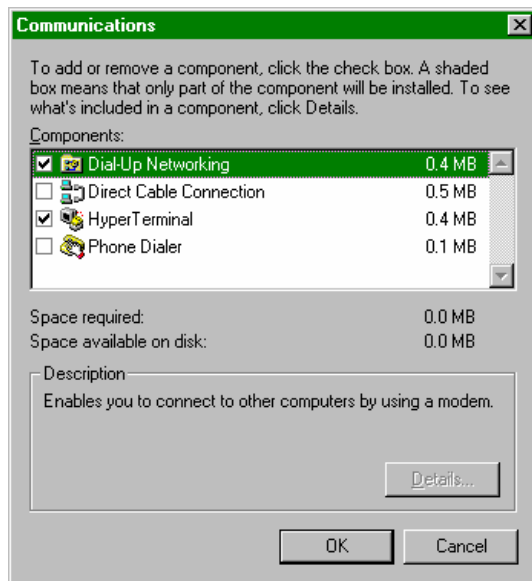 Communications
To add or remove a component, click the check box. A shaded
box means that only part of the component will be installed. To see
what's included in a component, click Details.
Components:
Dial-Up Networking 0.4 MB
Direct Cable Connection 0.5 MB
HyperTerminal 0.4 MB
Phone Dialer 0.1 MB
Space required: 0.0 MB
Space available on disk: 0.0 MB
Description
Enables you to connect to other computers by using a modem.
Details...
OK Cancel